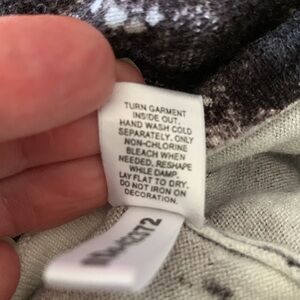 TURN GARMENT
INSIDE OUT.
HAND WASH COLD
SEPARATELY. ONLY
NON-CHLORINE
BLEACH WHEN
NEEDED. RESHAPE
WHILE DAMP.
LAY FLAT TO DRY.
DO NOT IRON ON
DECORATION.